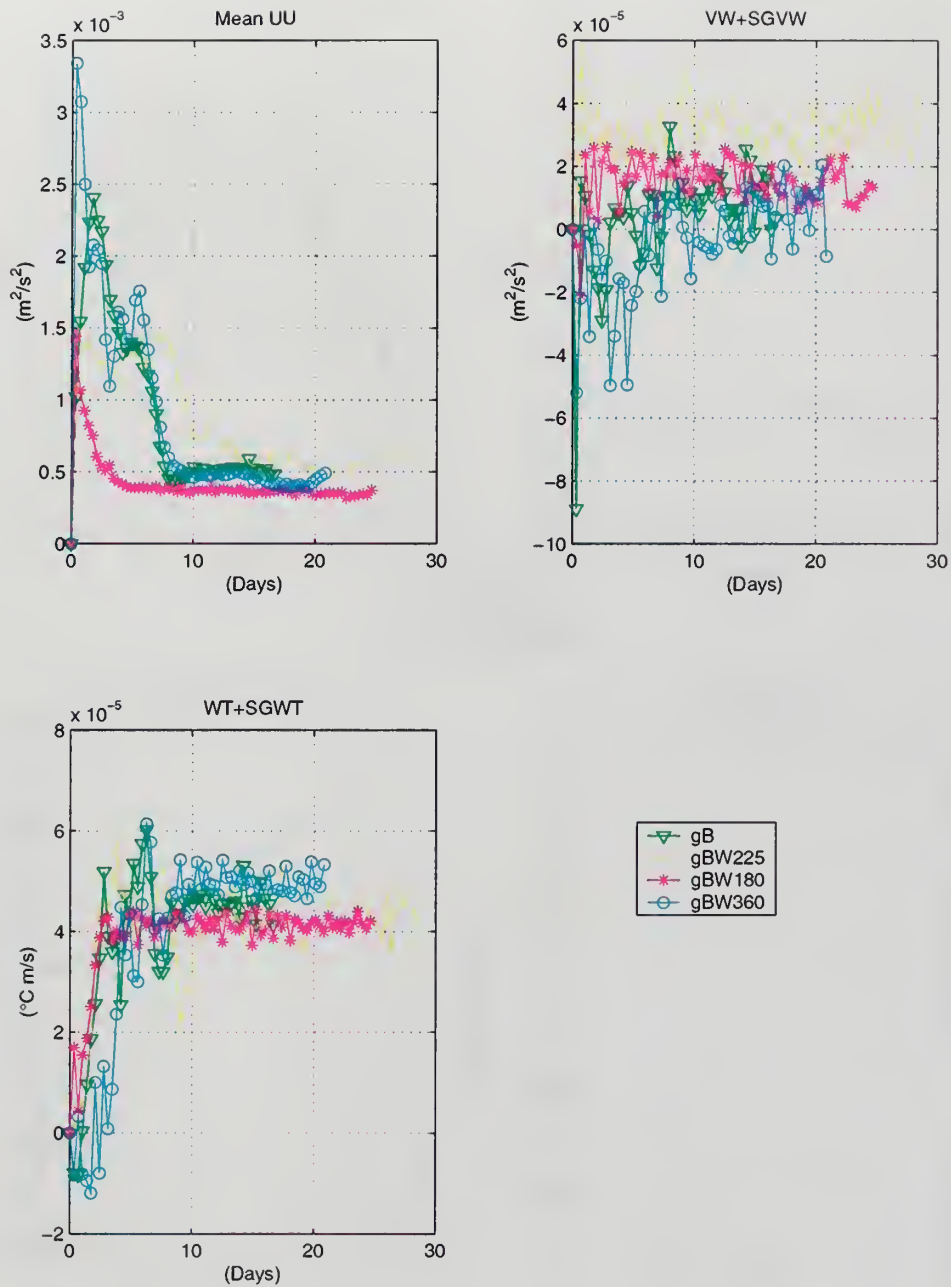 x 10⁻³
Mean UU
3.5
3
2.5
2
1.5
1
0.5
0
(m²/s²)
0
10
20
30
(Days)
x 10⁻⁵
VW+SGVW
6
4
2
0
−2
−4
−6
−8
−10
(m²/s²)
0
10
20
30
(Days)
x 10⁻⁵
WT+SGWT
8
6
4
2
0
−2
(°C m/s)
0
10
20
30
(Days)
gB
gBW225
gBW180
gBW360